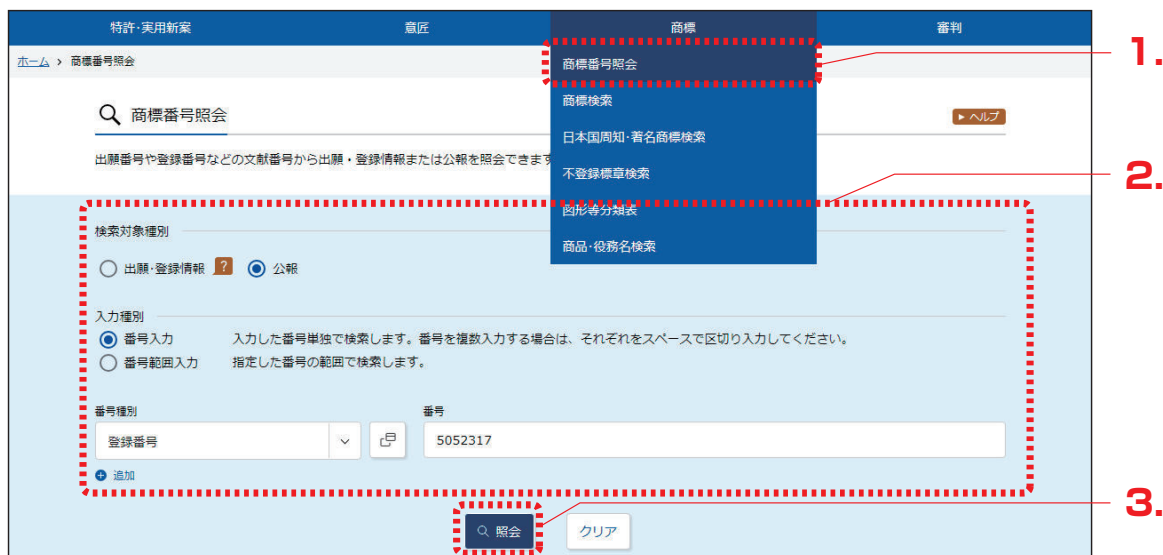 特許・実用新案 意匠 商標 審判
ホーム > 商標番号照会
商標番号照会
1.
商標検索
日本国周知・著名商標検索
不登録標章検索
図形等分類表
商品・役務名検索
商標番号照会
ヘルプ
出願番号や登録番号などの文献番号から出願・登録情報または公報を照会できます
2.
検索対象種別
出願・登録情報 ? 公報
入力種別
番号入力 入力した番号単独で検索します。番号を複数入力する場合は、それぞれをスペースで区切り入力してください。
番号範囲入力 指定した番号の範囲で検索します。
番号種別 番号
登録番号 5052317
追加
照会 クリア
3.